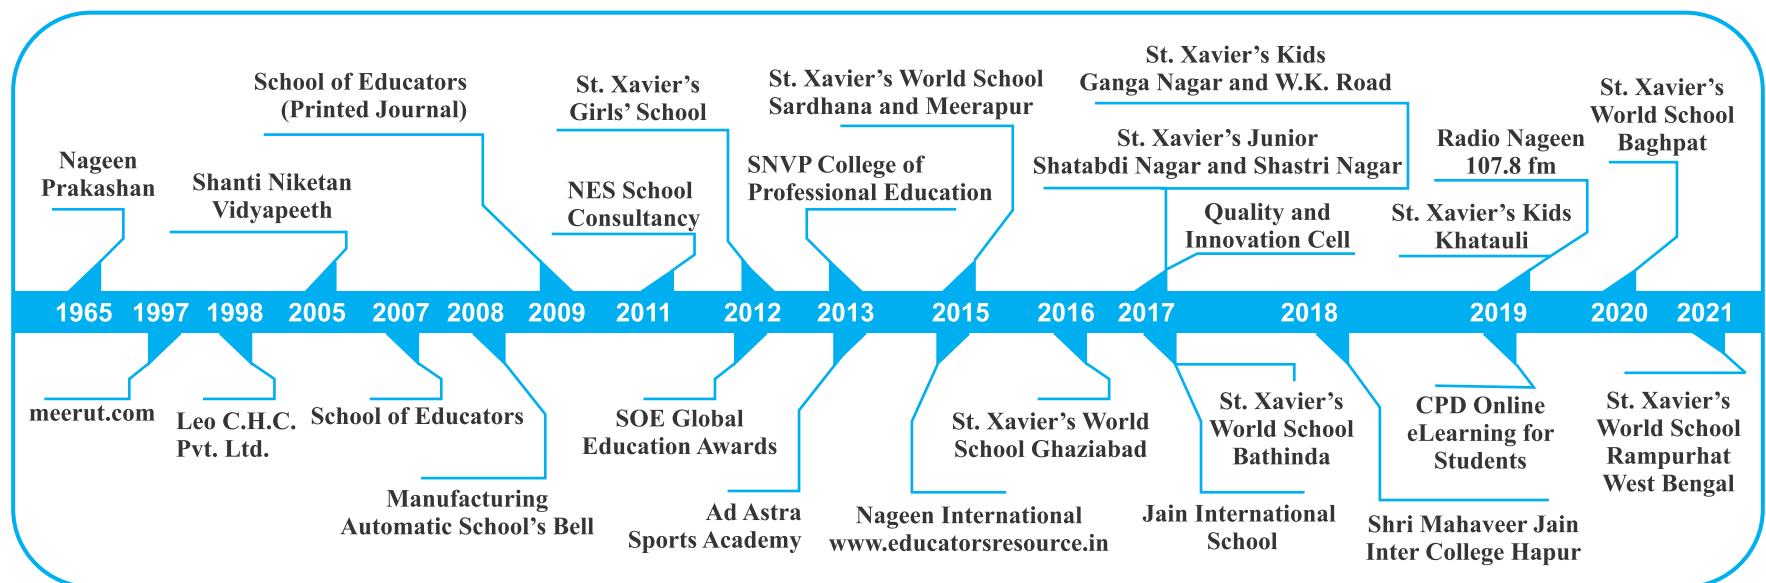 St. Xavier’s Kids
Ganga Nagar and W.K. Road
School of Educators
(Printed Journal)
St. Xavier’s
Girls’ School
St. Xavier’s World School
Sardhana and Meerapur
St. Xavier’s
World School
Baghpat
St. Xavier’s Junior
Shatabdi Nagar and Shastri Nagar
Radio Nageen
107.8 fm
Nageen
Prakashan
Shanti Niketan
Vidyapeeth
NES School
Consultancy
SNVP College of
Professional Education
Quality and
Innovation Cell
St. Xavier’s Kids
Khatauli
1965 1997 1998 2005 2007 2008 2009 2011 2012 2013 2015 2016 2017 2018 2019 2020 2021
meerut.com
Leo C.H.C.
Pvt. Ltd.
School of Educators
SOE Global
Education Awards
St. Xavier’s World
School Ghaziabad
St. Xavier’s
World School
Bathinda
CPD Online
eLearning for
Students
St. Xavier’s
World School
Rampurhat
West Bengal
Manufacturing
Automatic School’s Bell
Ad Astra
Sports Academy
Nageen International
www.educatorsresource.in
Jain International
School
Shri Mahaveer Jain
Inter College Hapur